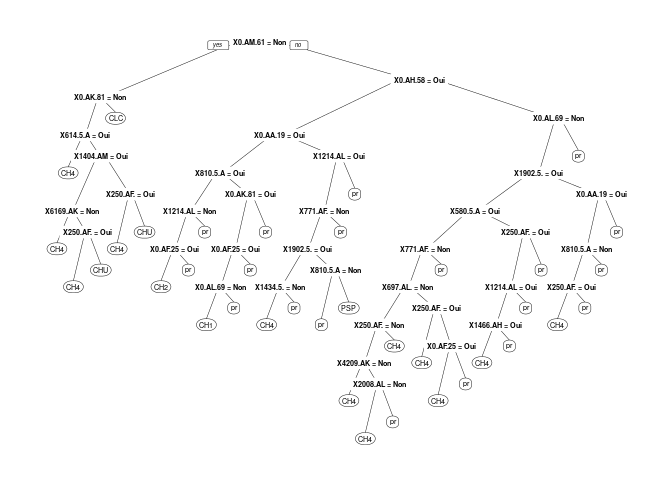 yes X0.AM.61 = Non no
X0.AH.58 = Oui
X0.AK.81 = Non
X0.AL.69 = Non
CLC
X614.5.A = Oui
X0.AA.19 = Oui
X1404.AM = Oui
X1214.AL = Oui
pr
CH4
X810.5.A = Oui
X1902.5. = Oui
X250.AF. = Oui
X0.AK.81 = Oui
pr
X0.AA.19 = Oui
X6169.AK = Non
X1214.AL = Non
X771.AF. = Non
X580.5.A = Oui
CHU
pr
pr
pr
X250.AF. = Oui
pr
X250.AF. = Oui
CH4
CH4
X0.AF.25 = Oui
X0.AF.25 = Oui
X1902.5. = Oui
X771.AF. = Non
X810.5.A = Non
CHU
pr
pr
X810.5.A = Non
pr
pr
CH4
CH2
X0.AL.69 = Non
X1434.5. = Non
X697.AL. = Non
X1214.AL = Oui
X250.AF. = Oui
pr
pr
PSP
X250.AF. = Oui
pr
pr
CH1
CH4
pr
X250.AF. = Non
X1466.AH = Oui
CH4
CH4
X0.AF.25 = Oui
pr
X4209.AK = Non
CH4
CH4
X2008.AL = Non
pr
CH4
CH4
pr
CH4